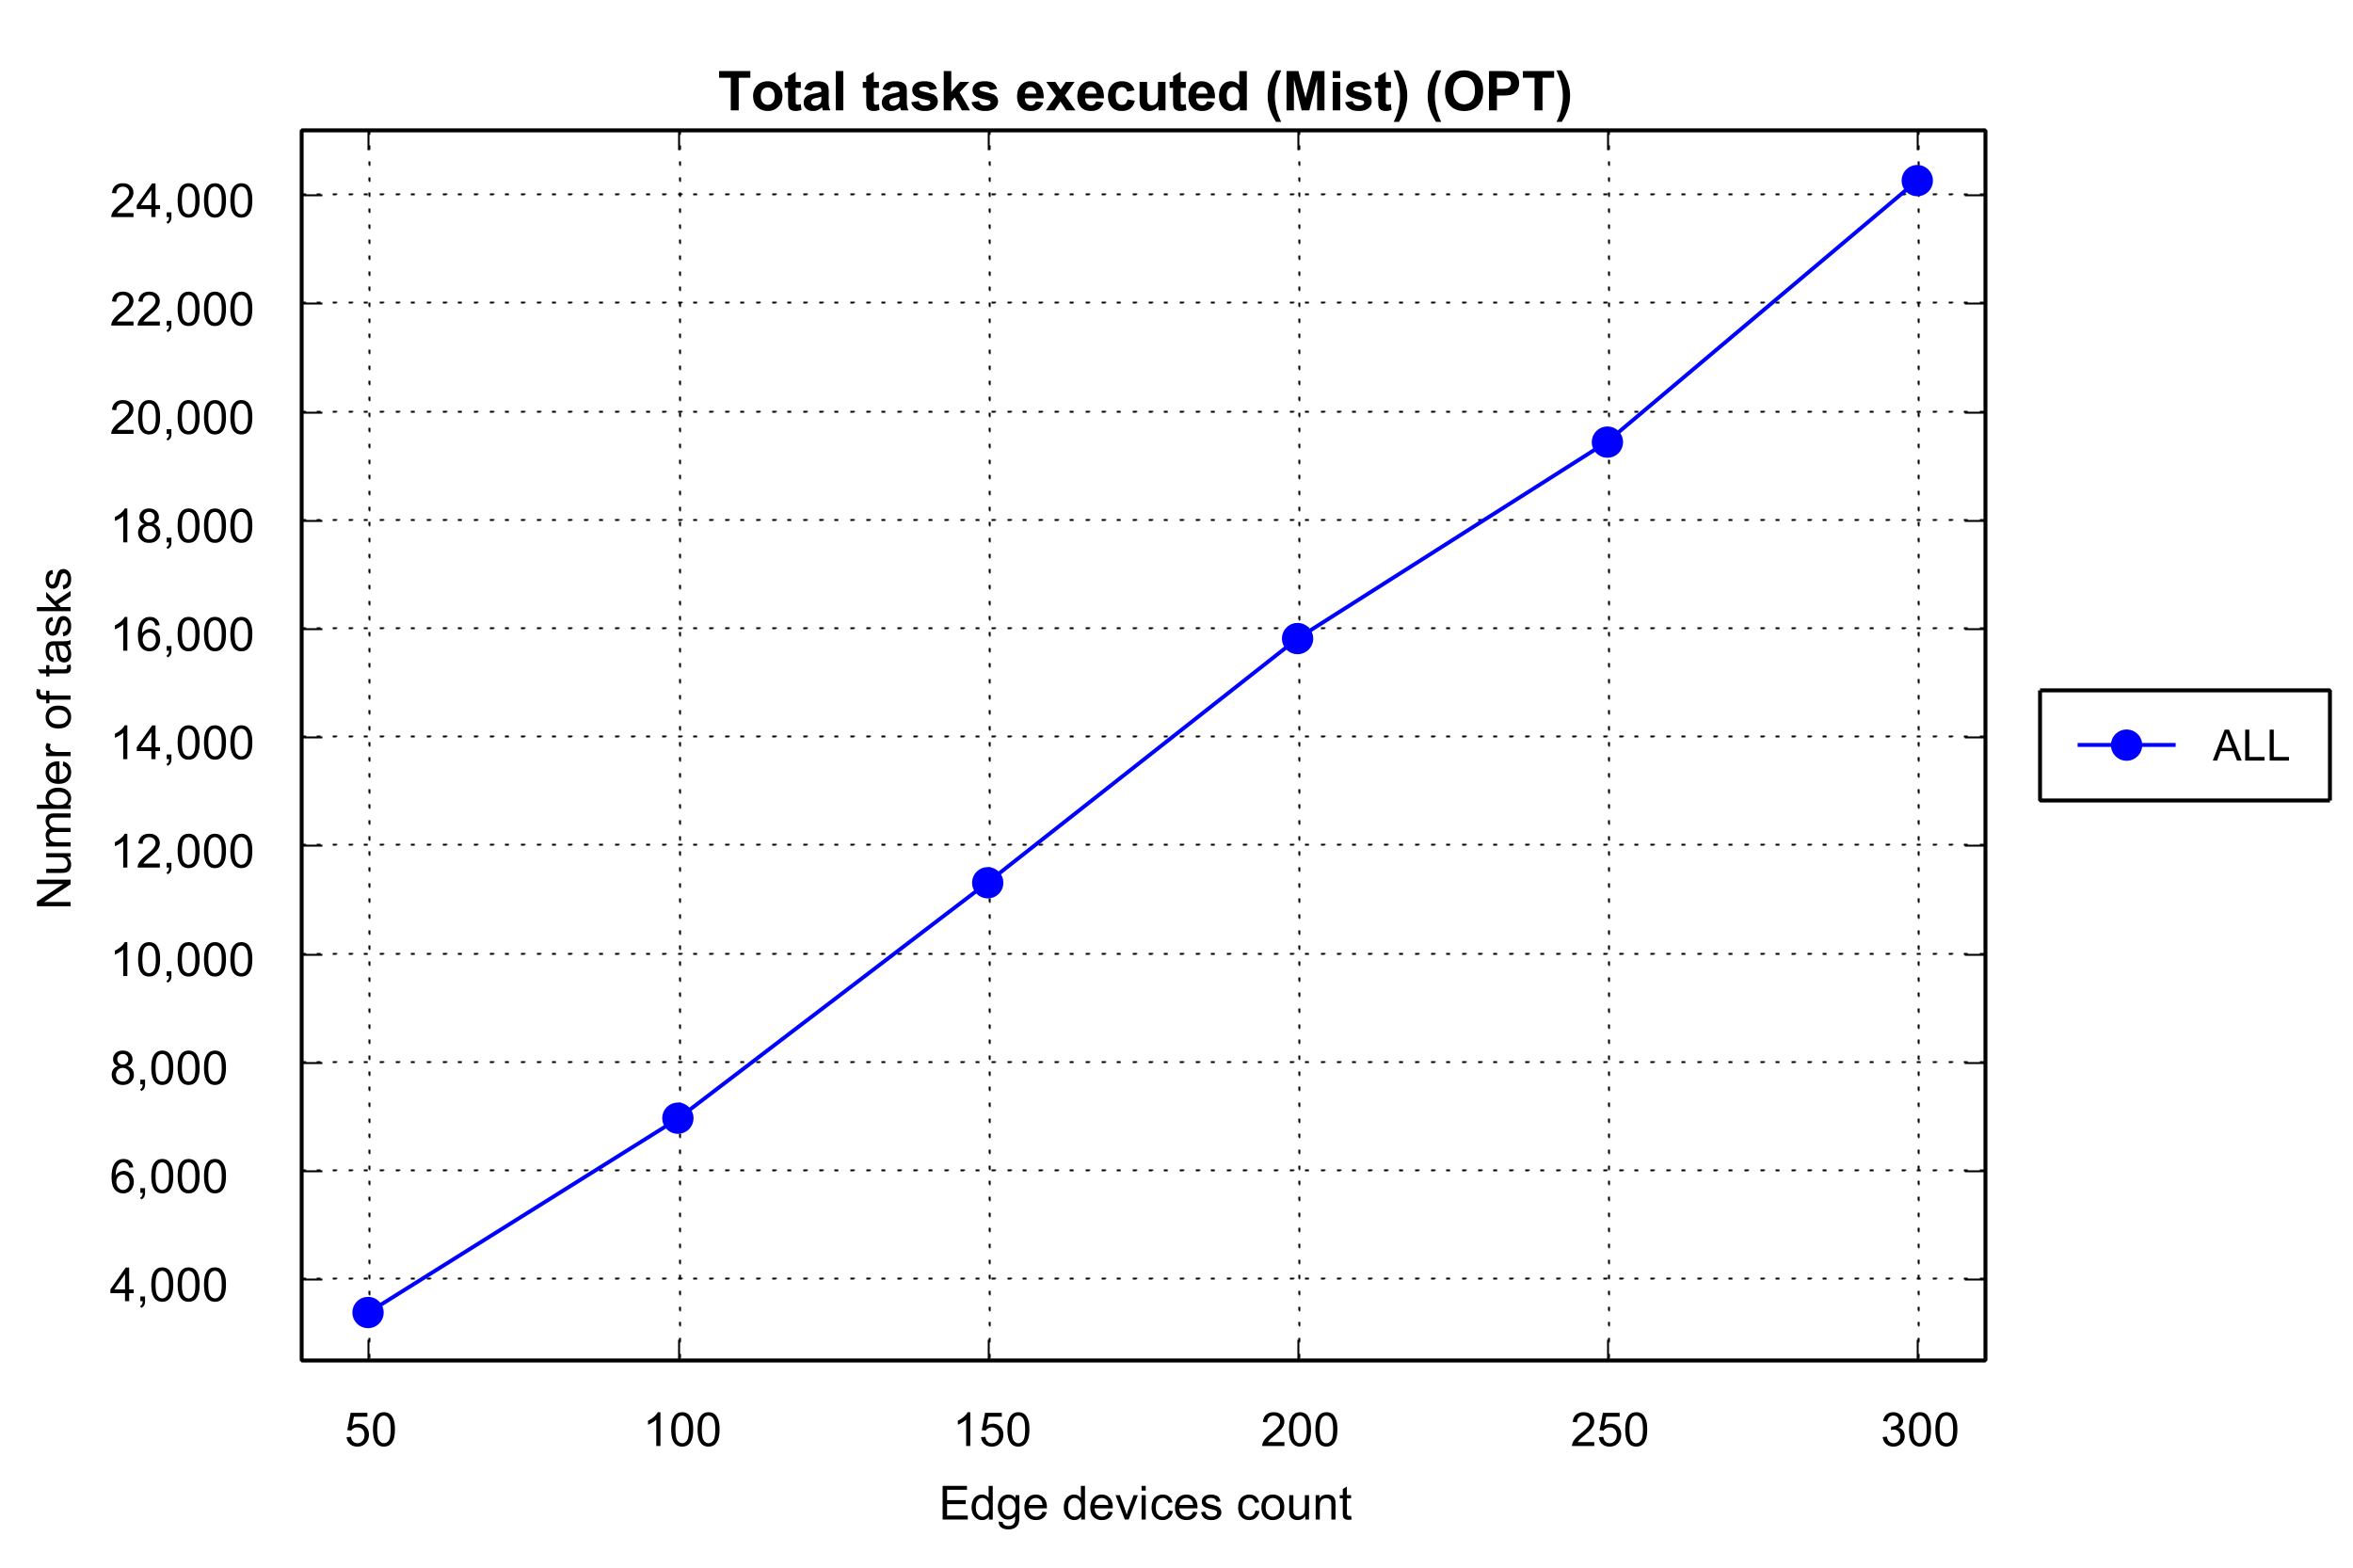 Total tasks executed (Mist) (OPT)
24,000
22,000
20,000
18,000
16,000
14,000
12,000
10,000
8,000
6,000
4,000
Number of tasks
50 100 150 200 250 300
Edge devices count
ALL